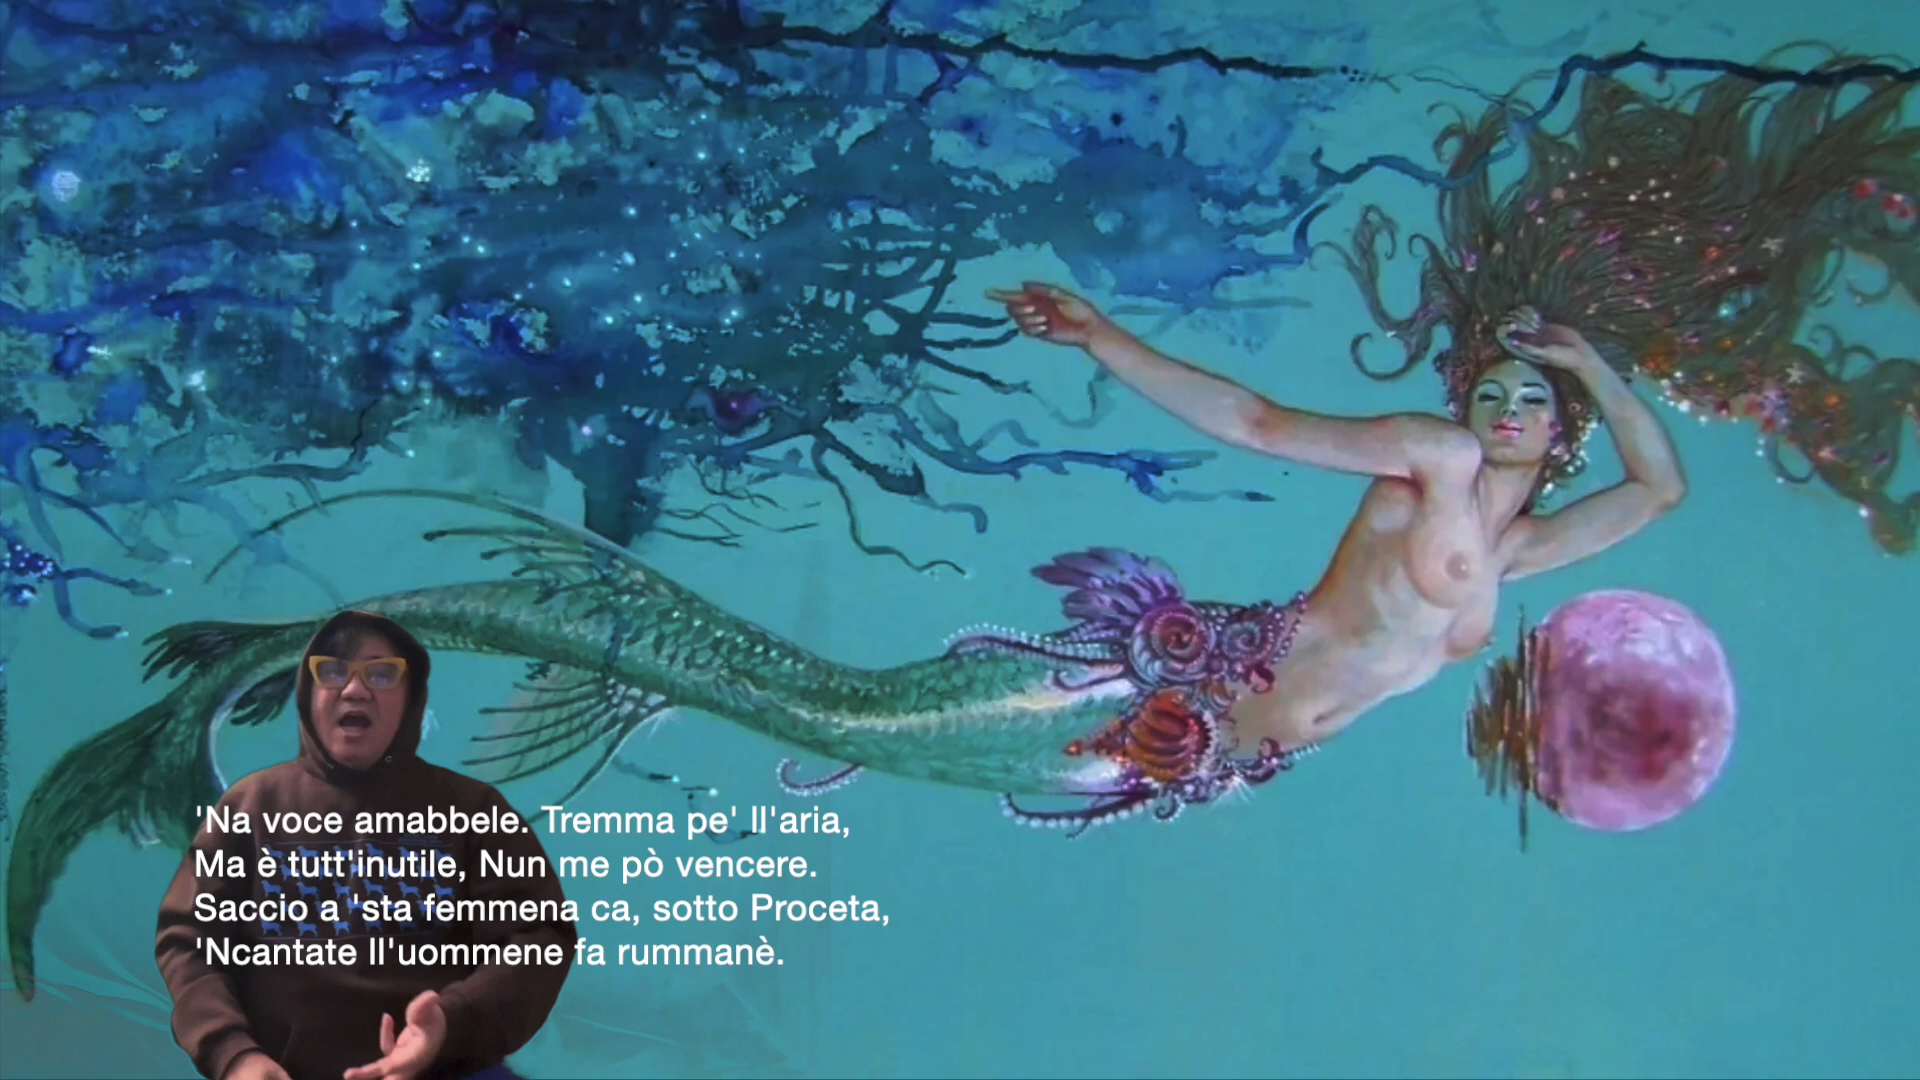 'Na voce amabbele. Tremma pe' ll'aria,
Ma è tutt'inutile, Nun me pò vencere.
Saccio a 'sta femmena ca, sotto Proceta,
'Ncantate ll'uommene fa rummanè.